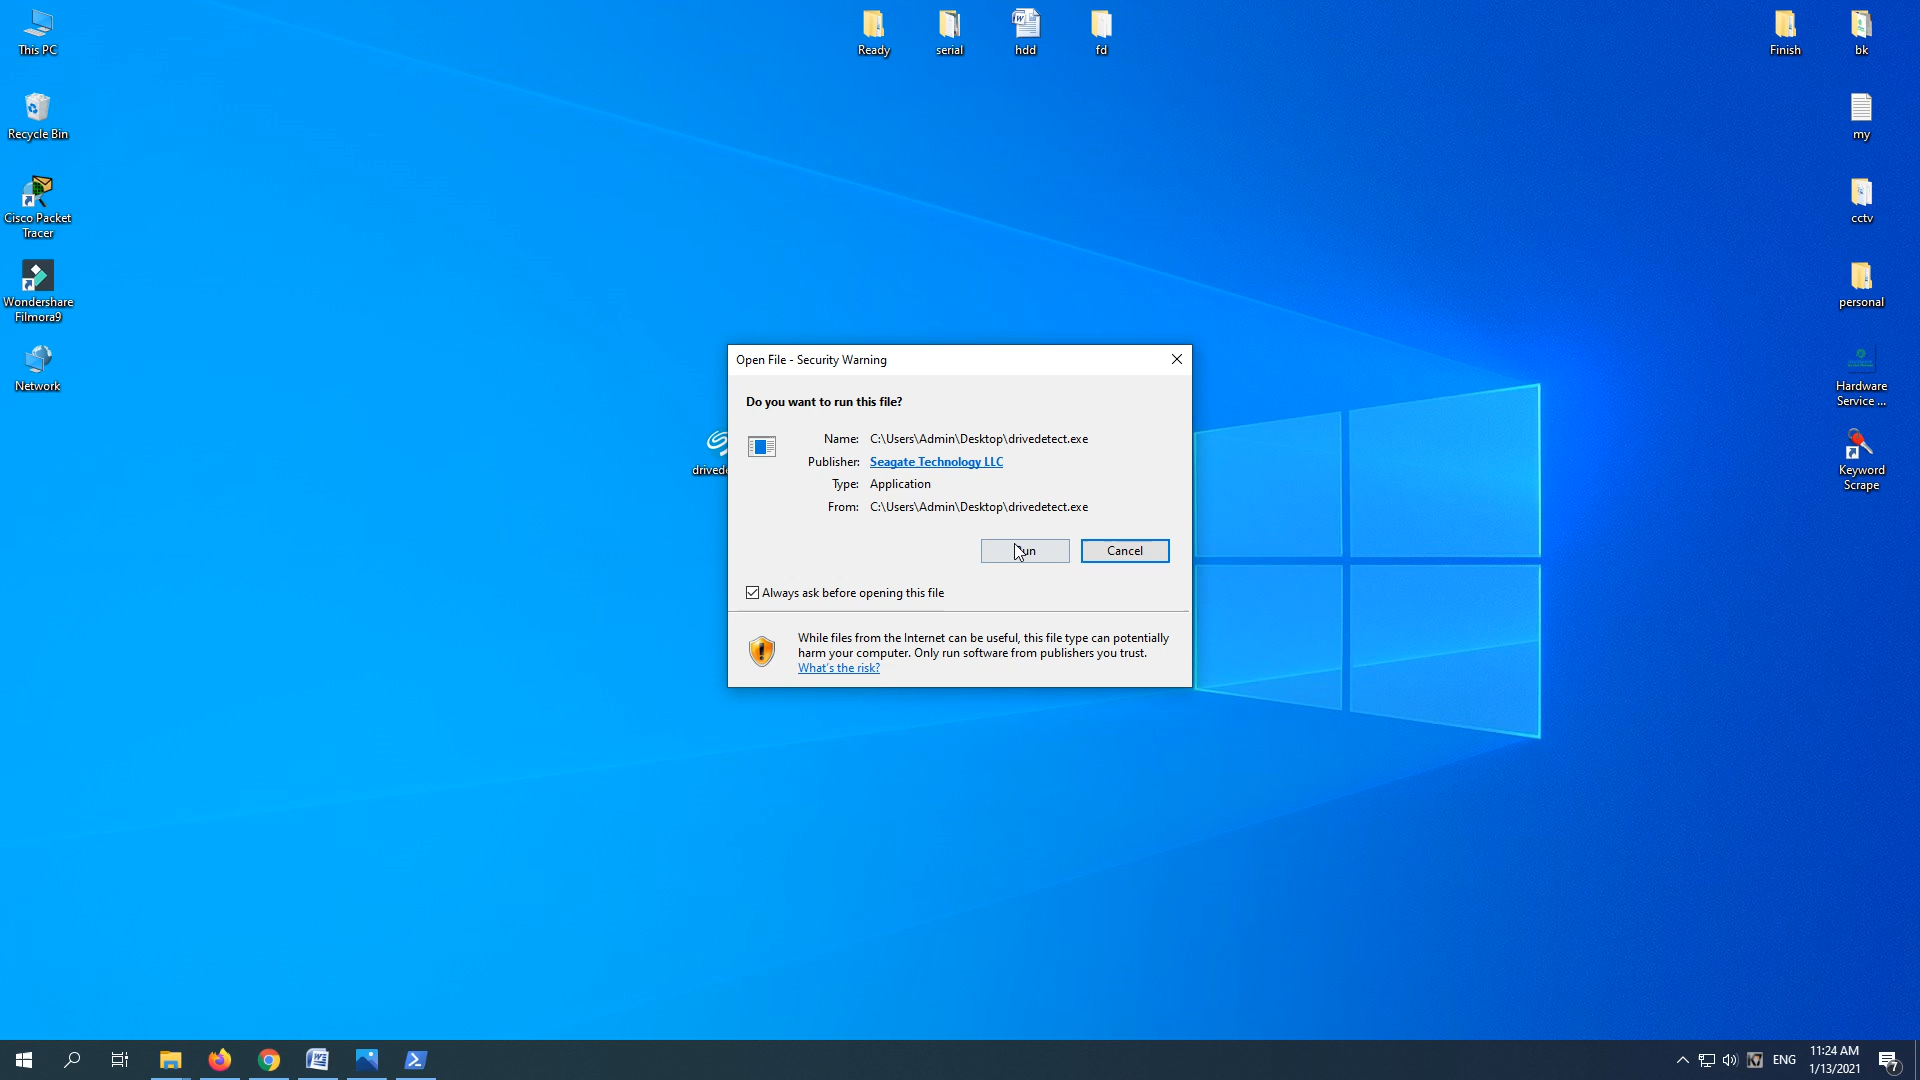 This PC
Recycle Bin
Cisco Packet
Tracer
Wondershare
Filmora9
Network
Ready
serial
hdd
fd
Finish
bk
my
cctv
personal
Hardware
Service ...
Keyword
Scrape
Open File - Security Warning
Do you want to run this file?
Name: C:\Users\Admin\Desktop\drivedetect.exe
Publisher: Seagate Technology LLC
Type: Application
From: C:\Users\Admin\Desktop\drivedetect.exe
Cancel
Always ask before opening this file
While files from the Internet can be useful, this file type can potentially
harm your computer. Only run software from publishers you trust.
What's the risk?
ENG
11:24 AM
1/13/2021
7